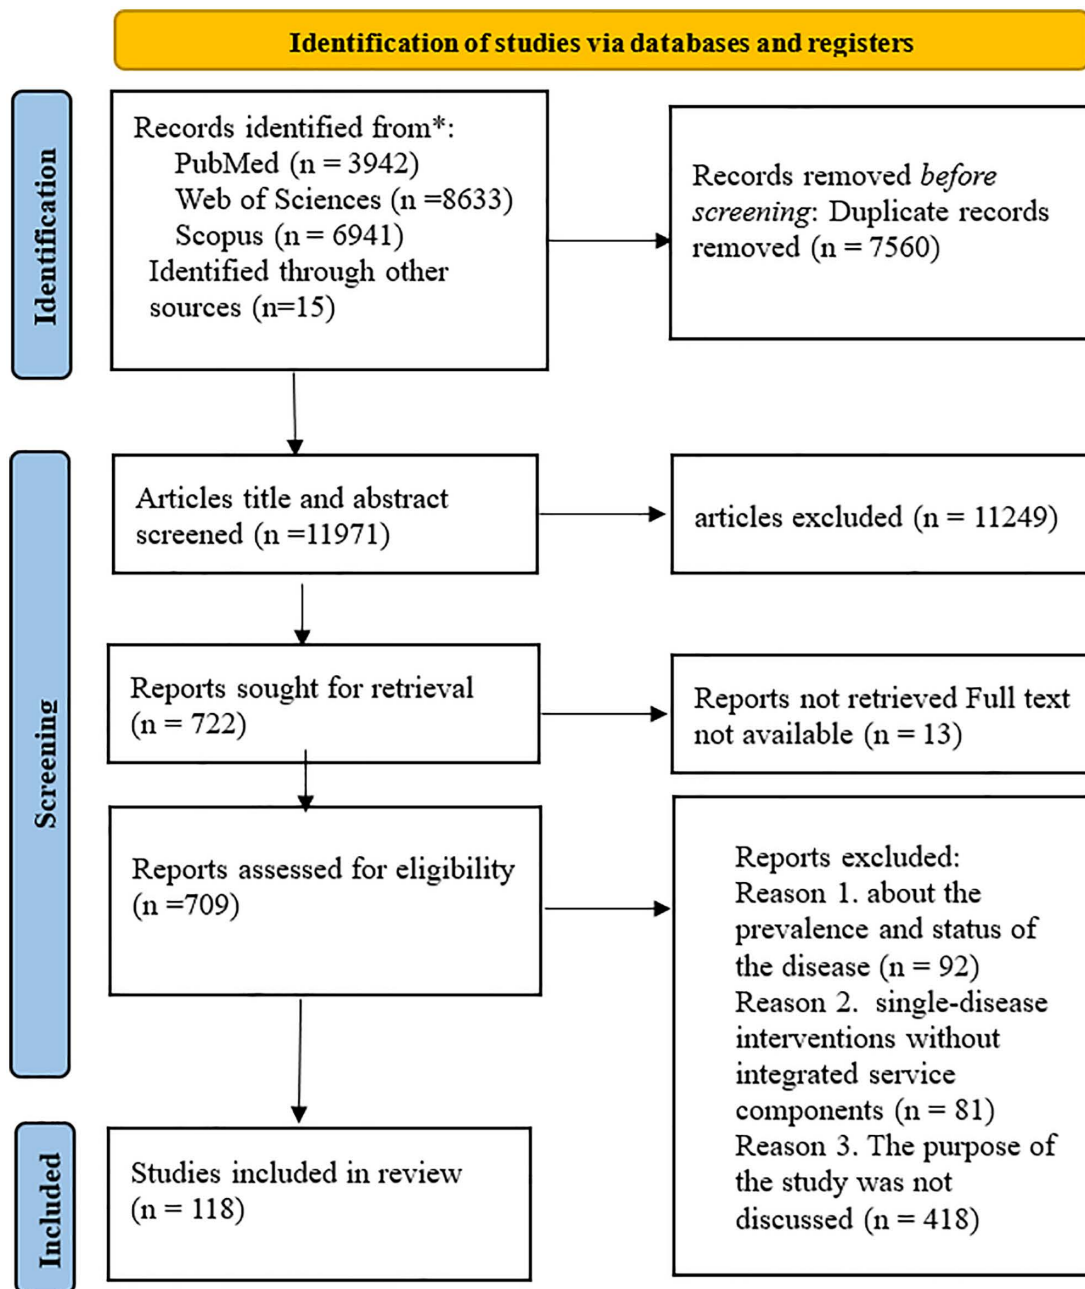 Identification of studies via databases and registers
Identification
Records identified from*:
PubMed (n = 3942)
Web of Sciences (n =8633)
Scopus (n = 6941)
Identified through other
sources (n=15)
Records removed before
screening: Duplicate records
removed (n = 7560)
Screening
Articles title and abstract
screened (n =11971)
articles excluded (n = 11249)
Reports sought for retrieval
(n = 722)
Reports not retrieved Full text
not available (n = 13)
Reports assessed for eligibility
(n =709)
Reports excluded:
Reason 1. about the
prevalence and status of
the disease (n = 92)
Reason 2.  single-disease
interventions without
integrated service
components (n = 81)
Reason 3. The purpose of
the study was not
discussed (n = 418)
Included
Studies included in review
(n = 118)